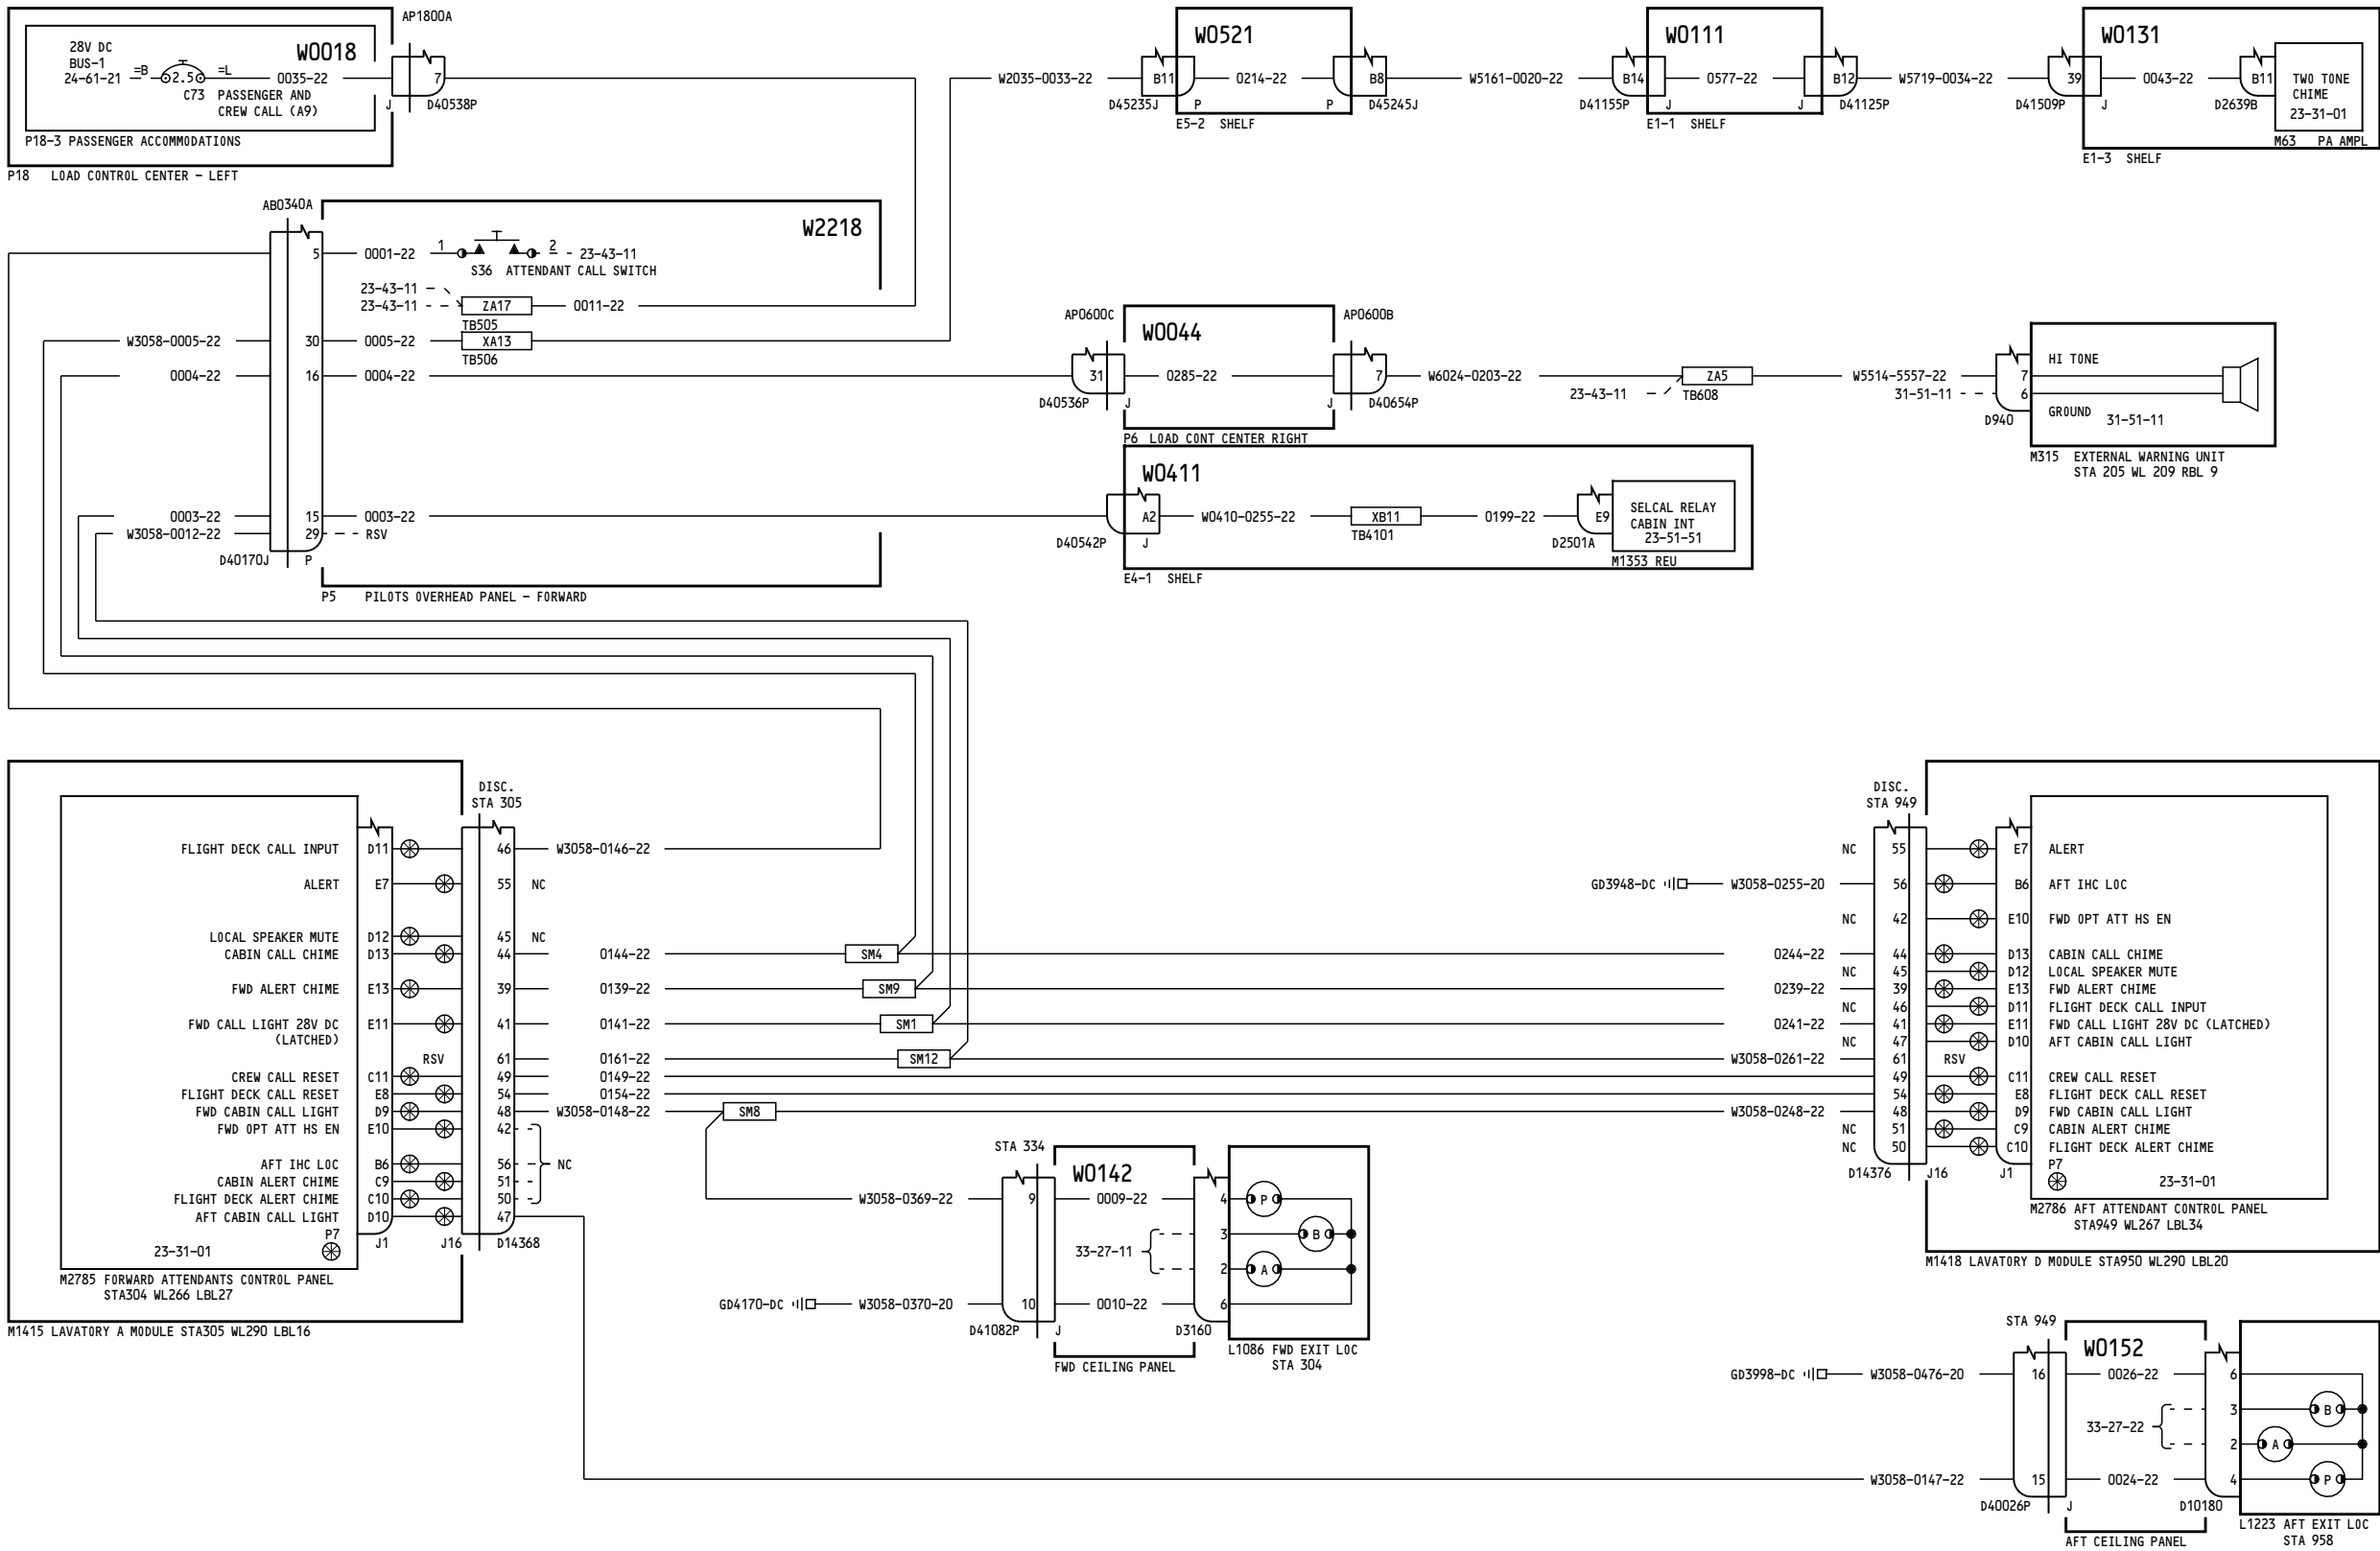 AP1800A
28V DC
BUS-1
24-61-21
=B
2.5
=L
0035-22
W0018
C73 PASSENGER AND
CREW CALL (A9)
7
J
D40538P
P18-3 PASSENGER ACCOMMODATIONS
P18 LOAD CONTROL CENTER - LEFT
W2035-0033-22
B11
W0521
0214-22
B8
D45235J
P
P
D45245J
E5-2 SHELF
W5161-0020-22
B14
W0111
0577-22
B12
D41155P
J
J
D41125P
E1-1 SHELF
W5719-0034-22
39
W0131
0043-22
B11
TWO TONE
CHIME
23-31-01
D41509P
J
D2639B
M63 PA AMPL
E1-3 SHELF
AB0340A
W2218
5
0001-22
1
2
23-43-11
S36 ATTENDANT CALL SWITCH
23-43-11
23-43-11
ZA17
0011-22
TB505
W3058-0005-22
30
0005-22
XA13
TB506
0004-22
16
0004-22
0003-22
15
0003-22
W3058-0012-22
29
RSV
D40170J
P
P5 PILOTS OVERHEAD PANEL - FORWARD
AP0600C
AP0600B
W0044
31
0285-22
7
D40536P
J
J
D40654P
P6 LOAD CONT CENTER RIGHT
W6024-0203-22
23-43-11
ZA5
TB608
W5514-5557-22
31-51-11
7
6
D940
HI TONE
GROUND
31-51-11
M315 EXTERNAL WARNING UNIT
STA 205 WL 209 RBL 9
W0411
A2
W0410-0255-22
XB11
0199-22
E9
SELCAL RELAY
CABIN INT
23-51-51
D40542P
J
TB4101
D2501A
M1353 REU
E4-1 SHELF
DISC.
STA 305
FLIGHT DECK CALL INPUT D11 46 W3058-0146-22
ALERT E7 55 NC
LOCAL SPEAKER MUTE D12 45 NC
CABIN CALL CHIME D13 44 0144-22 SM4
FWD ALERT CHIME E13 39 0139-22 SM9
FWD CALL LIGHT 28V DC E11 41 0141-22 SM1
(LATCHED)
RSV 61 0161-22 SM12
CREW CALL RESET C11 49 0149-22
FLIGHT DECK CALL RESET E8 54 0154-22
FWD CABIN CALL LIGHT D9 48 W3058-0148-22 SM8
FWD OPT ATT HS EN E10 42
AFT IHC LOC B6 56 NC
CABIN ALERT CHIME C9 51
FLIGHT DECK ALERT CHIME C10 50
AFT CABIN CALL LIGHT D10 47
P7
J1
J16
D14368
23-31-01
M2785 FORWARD ATTENDANTS CONTROL PANEL
STA304 WL266 LBL27
M1415 LAVATORY A MODULE STA305 WL290 LBL16
DISC.
STA 949
NC 55 E7 ALERT
GD3948-DC W3058-0255-20 56 B6 AFT IHC LOC
NC 42 E10 FWD OPT ATT HS EN
0244-22 44 D13 CABIN CALL CHIME
NC 45 D12 LOCAL SPEAKER MUTE
0239-22 39 E13 FWD ALERT CHIME
NC 46 D11 FLIGHT DECK CALL INPUT
0241-22 41 E11 FWD CALL LIGHT 28V DC (LATCHED)
NC 47 D10 AFT CABIN CALL LIGHT
W3058-0261-22 61 RSV
49 C11 CREW CALL RESET
54 E8 FLIGHT DECK CALL RESET
W3058-0248-22 48 D9 FWD CABIN CALL LIGHT
NC 51 C9 CABIN ALERT CHIME
NC 50 C10 FLIGHT DECK ALERT CHIME
D14376
J16
J1
P7
23-31-01
M2786 AFT ATTENDANT CONTROL PANEL
STA949 WL267 LBL34
M1418 LAVATORY D MODULE STA950 WL290 LBL20
STA 334
W0142
W3058-0369-22 9 0009-22 4 P
33-27-11
3 B
2 A
GD4170-DC W3058-0370-20 10 0010-22 6
D41082P
J
D3160
L1086 FWD EXIT LOC
STA 304
FWD CEILING PANEL
STA 949
W0152
GD3998-DC W3058-0476-20 16 0026-22 6
33-27-22
3 B
2 A
W3058-0147-22 15 0024-22 4 P
D40026P
J
D10180
L1223 AFT EXIT LOC
STA 958
AFT CEILING PANEL